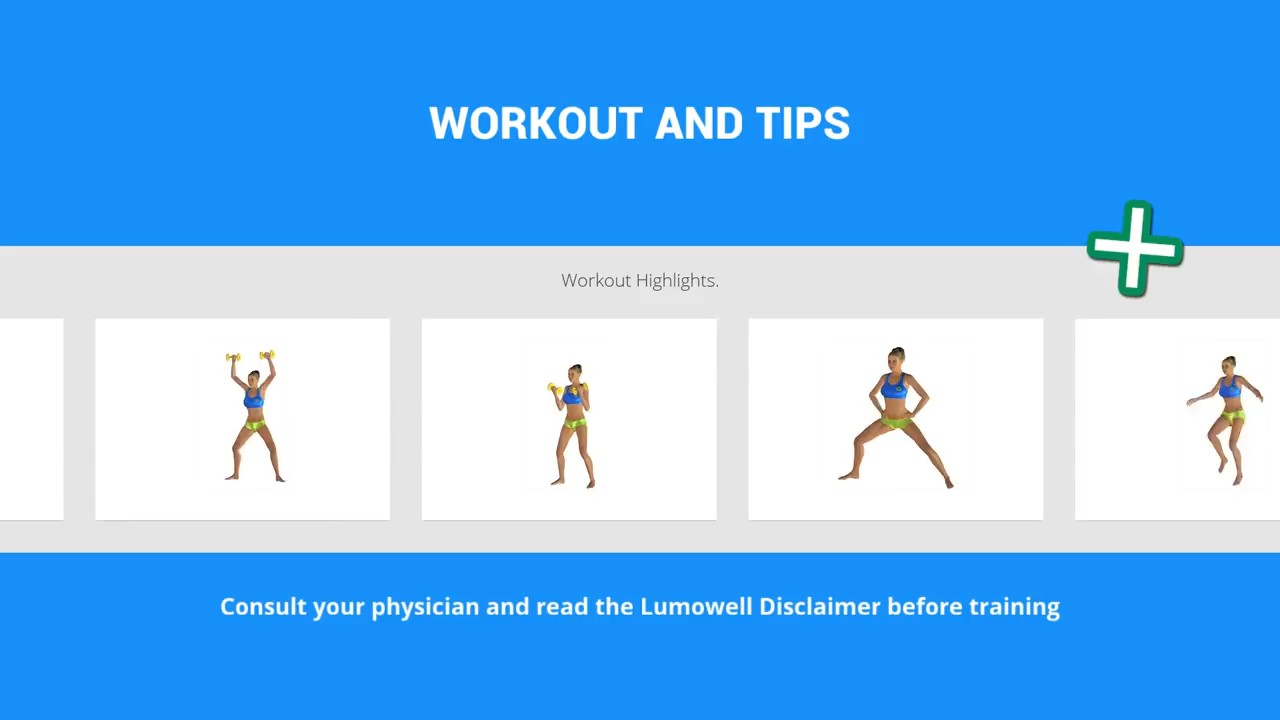 WORKOUT AND TIPS
Workout Highlights.
Consult your physician and read the Lumowell Disclaimer before training